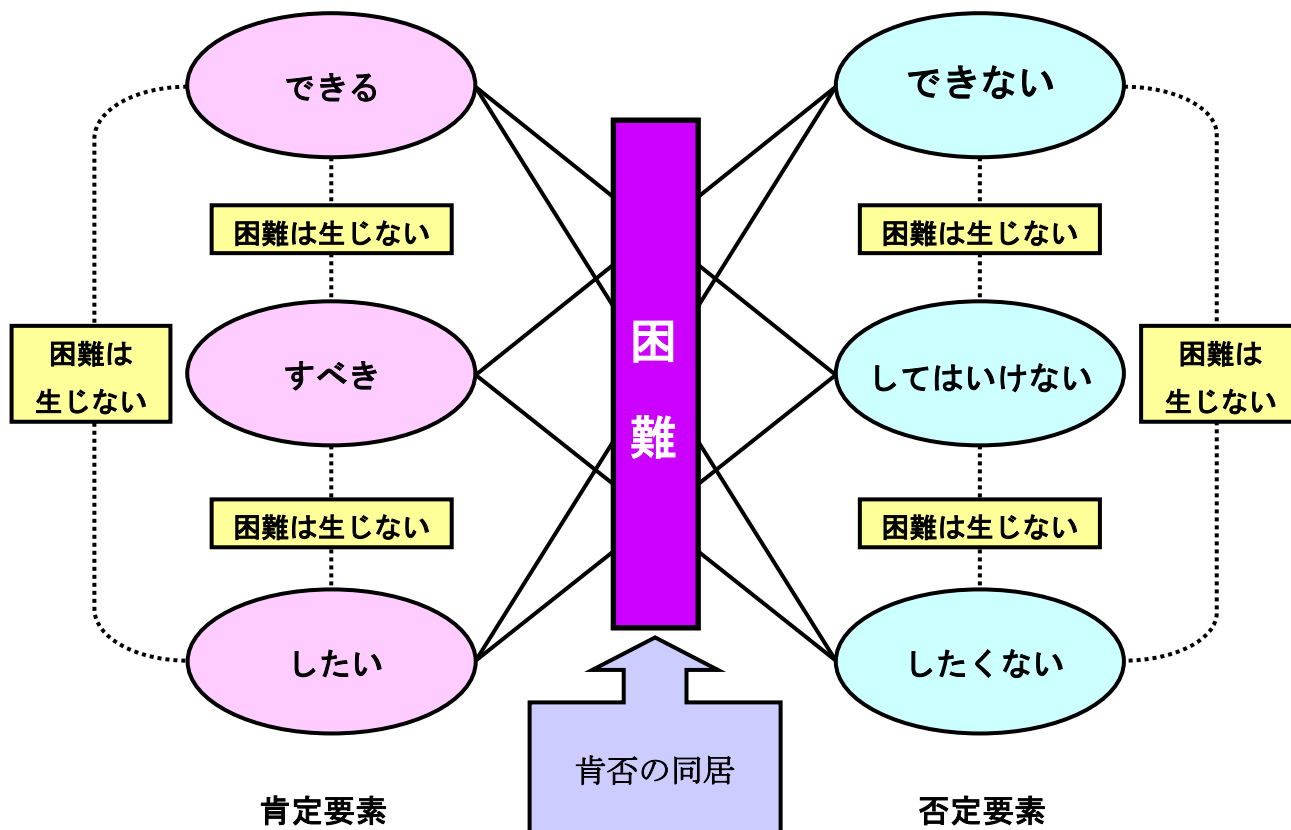 できる
できない
困難は生じない
困難は生じない
困難は
生じない
すべき
困
難
してはいけない
困難は
生じない
困難は生じない
困難は生じない
したい
したくない
肯否の同居
肯定要素
否定要素